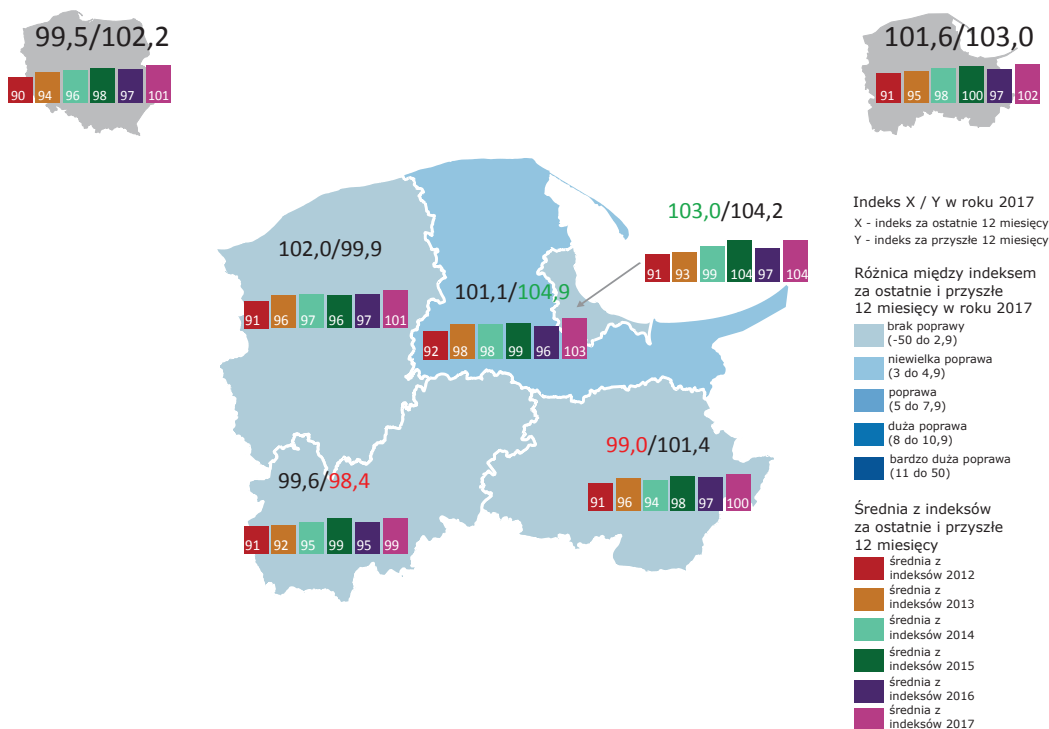 99,5/102,2
90 94 96 98 97 101
101,6/103,0
91 95 98 100 97 102
103,0/104,2
91 93 99 104 97 104
102,0/99,9
91 96 97 96 97 101
101,1/104,9
92 98 98 99 96 103
99,0/101,4
91 96 94 98 97 100
99,6/98,4
91 92 95 99 95 99
Indeks X / Y w roku 2017
X - indeks za ostatnie 12 miesięcy
Y - indeks za przyszłe 12 miesięcy
Różnica między indeksem
za ostatnie i przyszłe
12 miesięcy w roku 2017
brak poprawy
(-50 do 2,9)
niewielka poprawa
(3 do 4,9)
poprawa
(5 do 7,9)
duża poprawa
(8 do 10,9)
bardzo duża poprawa
(11 do 50)
Średnia z indeksów
za ostatnie i przyszłe
12 miesięcy
średnia z
indeksów 2012
średnia z
indeksów 2013
średnia z
indeksów 2014
średnia z
indeksów 2015
średnia z
indeksów 2016
średnia z
indeksów 2017